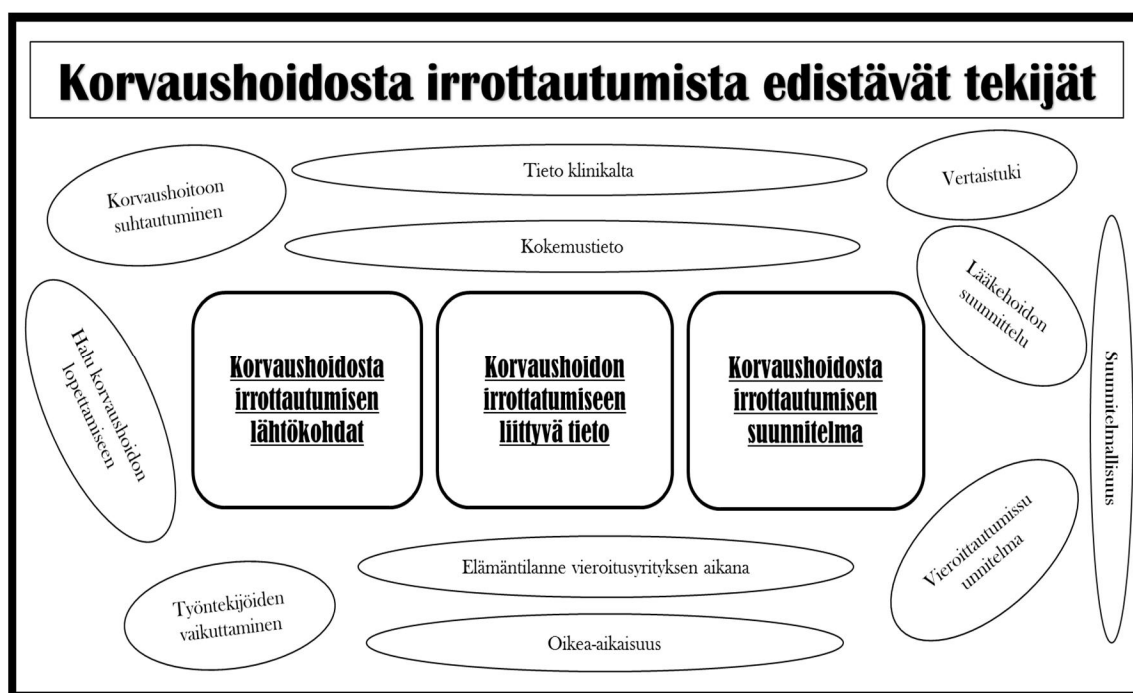 Korvaushoidosta irrottautumista edistävät tekijät
Korvaushoitoon
suhtautuminen
Tieto klinikalta
Vertaistuki
Kokemustieto
Lääkehoidon
suunnittelu
Halu korvaushoidon
lopettamiseen
Korvaushoidosta
irrottautumisen
lähtökohdat
Korvaushoidon
irrottatumiseen
liittyvä tieto
Korvaushoidosta
irrottautumisen
suunnitelma
Suunnitelmallisuus
Vieroittautumissu
unnitelma
Elämäntilanne vieroitusyrityksen aikana
Työntekijöiden
vaikuttaminen
Oikea-aikaisuus